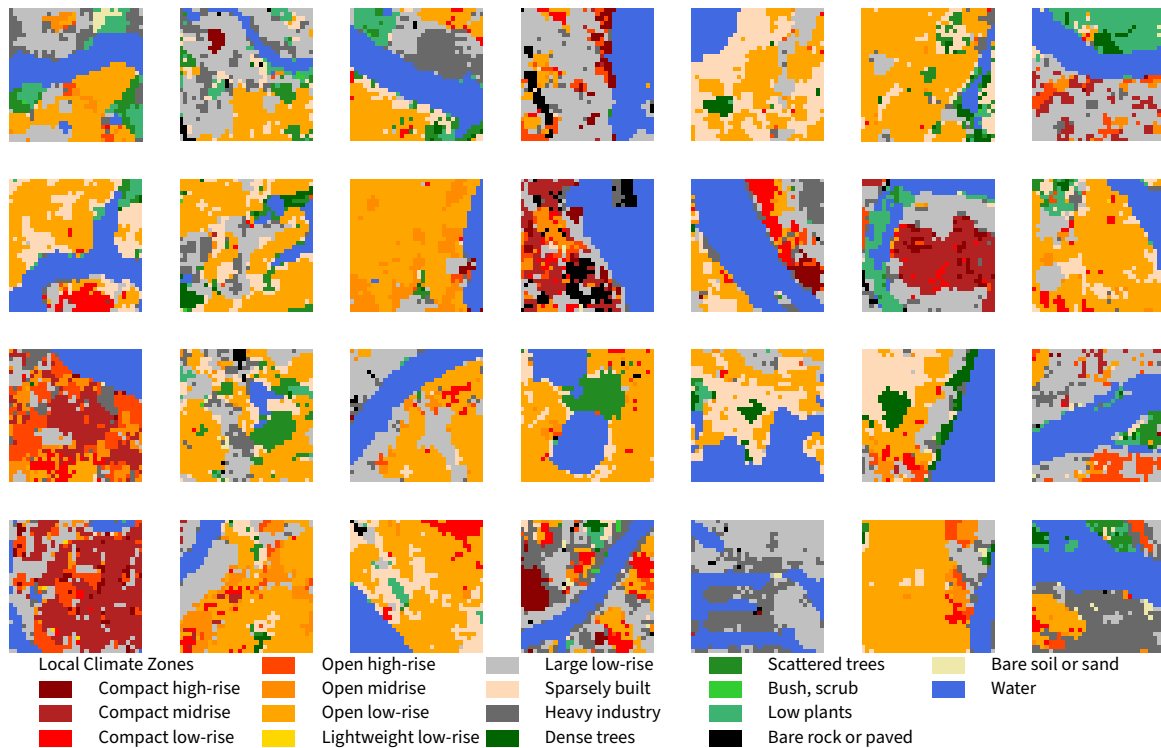 Local Climate Zones
Compact high-rise
Compact midrise
Compact low-rise
Open high-rise
Open midrise
Open low-rise
Lightweight low-rise
Large low-rise
Sparsely built
Heavy industry
Dense trees
Scattered trees
Bush, scrub
Low plants
Bare rock or paved
Bare soil or sand
Water